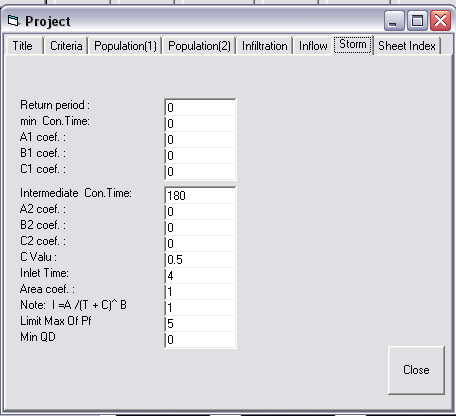 Project
Title Criteria Population(1) Population(2) Infiltration Inflow Storm Sheet Index
Return period : 0
min Con.Time: 0
A1 coef. : 0
B1 coef. : 0
C1 coef. : 0
Intermediate Con.Time: 180
A2 coef. : 0
B2 coef. : 0
C2 coef. : 0
C Valu : 0.5
Inlet Time: 4
Area coef. : 1
Note: I =A /(T + C)^ B 1
Limit Max Of Pf 5
Min QD 0
Close